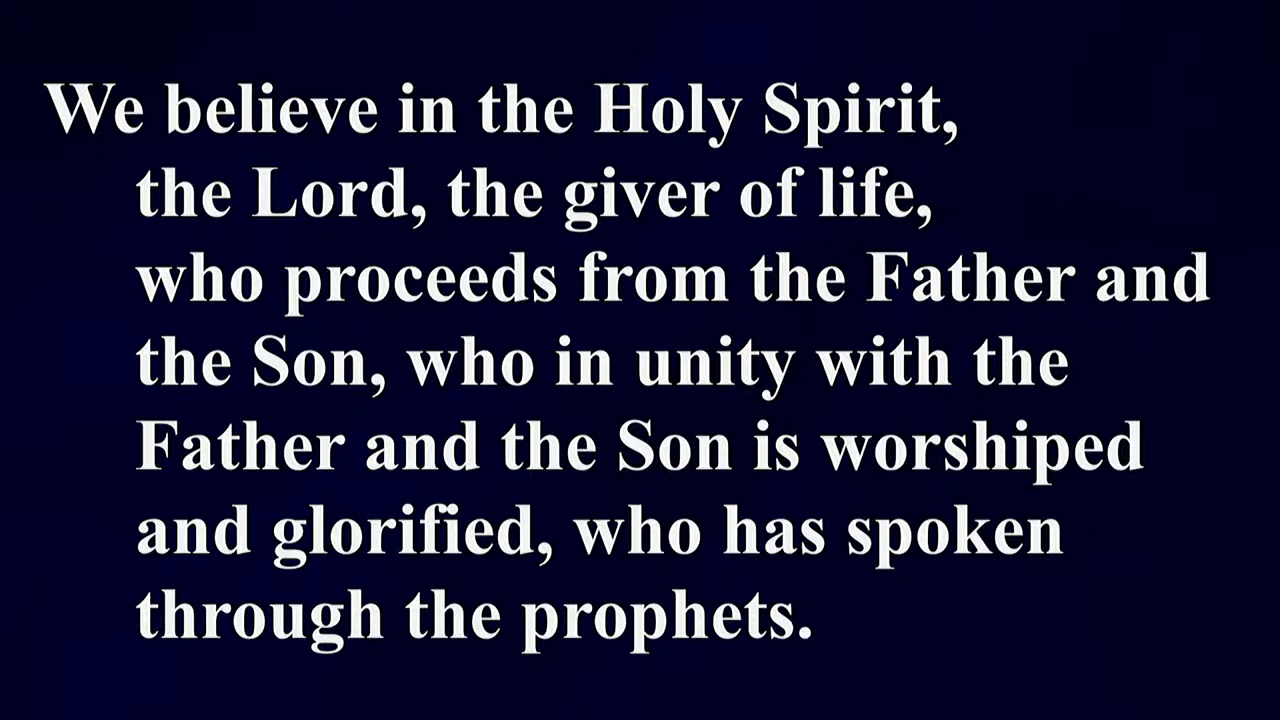 We believe in the Holy Spirit,
the Lord, the giver of life,
who proceeds from the Father and
the Son, who in unity with the
Father and the Son is worshiped
and glorified, who has spoken
through the prophets.